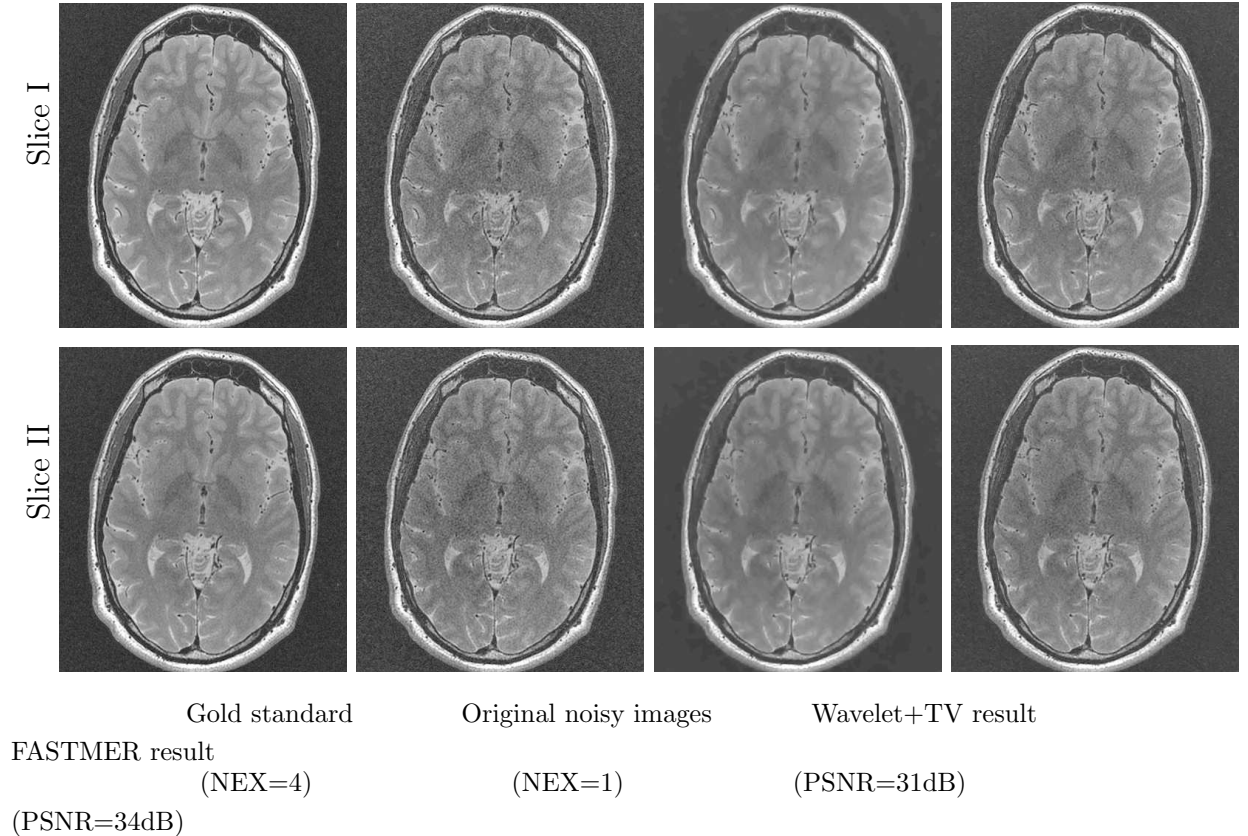 Slice I
Slice II
Gold standard Original noisy images Wavelet+TV result
FASTMER result
(NEX=4) (NEX=1) (PSNR=31dB)
(PSNR=34dB)